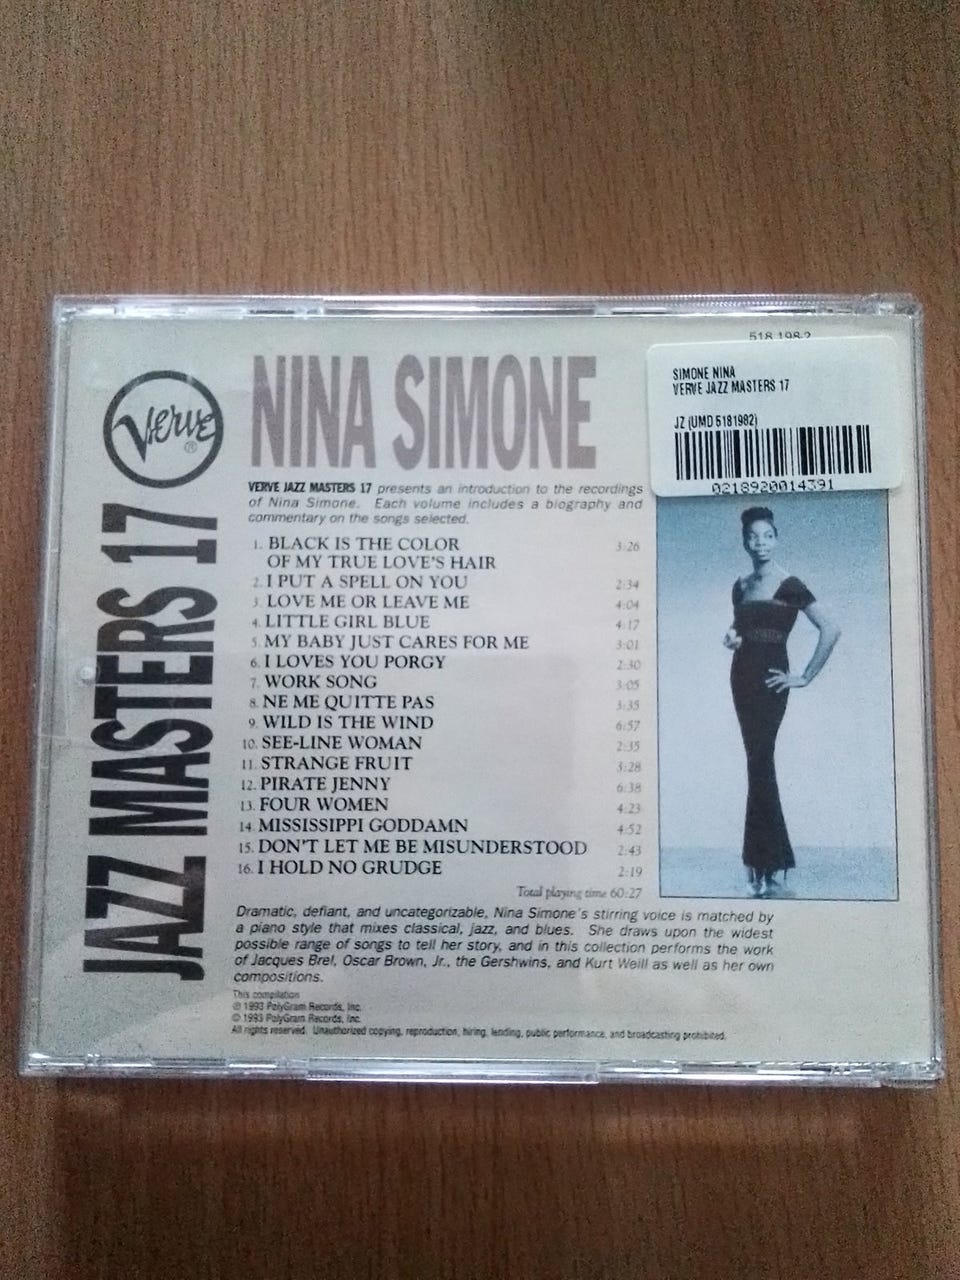 518 198-2
SIMONE NINA
VERVE JAZZ MASTERS 17
JZ (UMD 5181982)
0218920014391
Verve®
JAZZ MASTERS 17
NINA SIMONE
VERVE JAZZ MASTERS 17 presents an introduction to the recordings
of Nina Simone. Each volume includes a biography and
commentary on the songs selected.
1. BLACK IS THE COLOR
OF MY TRUE LOVE'S HAIR 3:26
2. I PUT A SPELL ON YOU 2:34
3. LOVE ME OR LEAVE ME 4:04
4. LITTLE GIRL BLUE 4:17
5. MY BABY JUST CARES FOR ME 3:01
6. I LOVES YOU PORGY 2:30
7. WORK SONG 3:05
8. NE ME QUITTE PAS 3:35
9. WILD IS THE WIND 6:57
10. SEE-LINE WOMAN 2:35
11. STRANGE FRUIT 3:28
12. PIRATE JENNY 6:38
13. FOUR WOMEN 4:23
14. MISSISSIPPI GODDAMN 4:52
15. DON'T LET ME BE MISUNDERSTOOD 2:43
16. I HOLD NO GRUDGE 2:19
Total playing time 60:27
Dramatic, defiant, and uncategorizable, Nina Simone's stirring voice is matched by
a piano style that mixes classical, jazz, and blues. She draws upon the widest
possible range of songs to tell her story, and in this collection performs the work
of Jacques Brel, Oscar Brown, Jr., the Gershwins, and Kurt Weill as well as her own
compositions.
This compilation
℗ 1993 PolyGram Records, Inc.
© 1993 PolyGram Records, Inc.
All rights reserved. Unauthorized copying, reproduction, hiring, lending, public performance, and broadcasting prohibited.